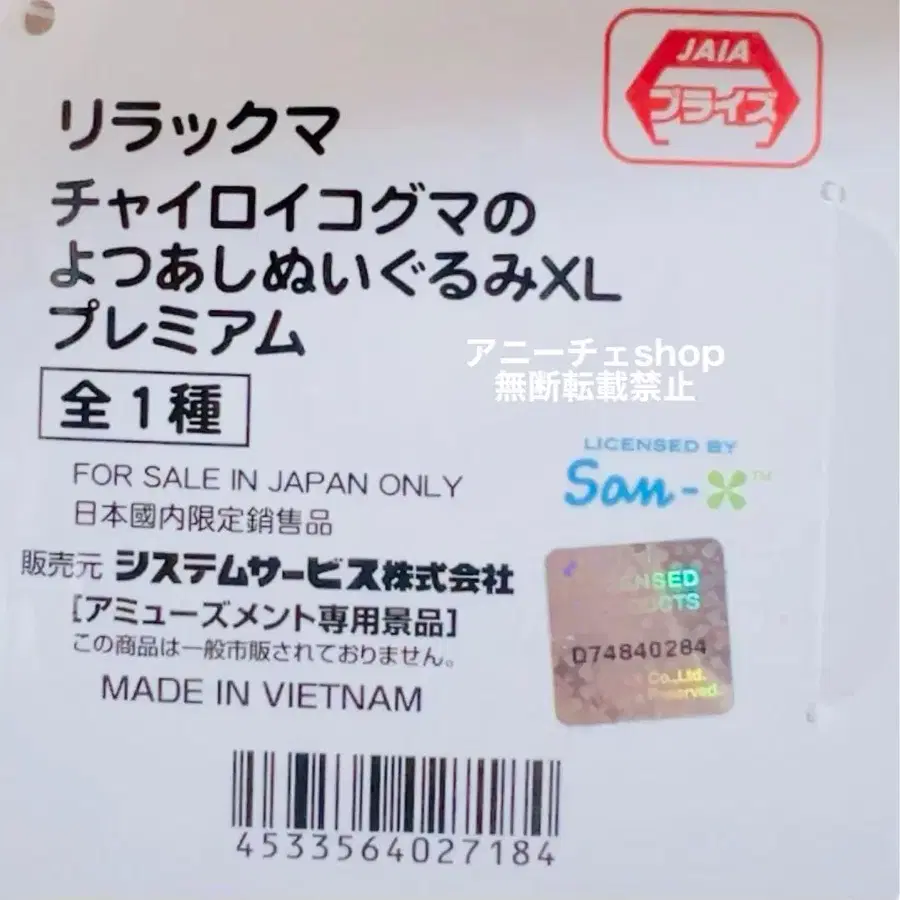 JAIA
プライズ
リラックマ
チャイロイコグマの
よつあしぬいぐるみXL
プレミアム
アニーチェshop
無断転載禁止
全1種
LICENSED BY
San-X™
FOR SALE IN JAPAN ONLY
日本國内限定銷售品
販売元 システムサービス株式会社
[アミューズメント専用景品]
この商品は一般市販されておりません。
MADE IN VIETNAM
D74840284
Co.,Ltd.
Reserved.
4533564027184